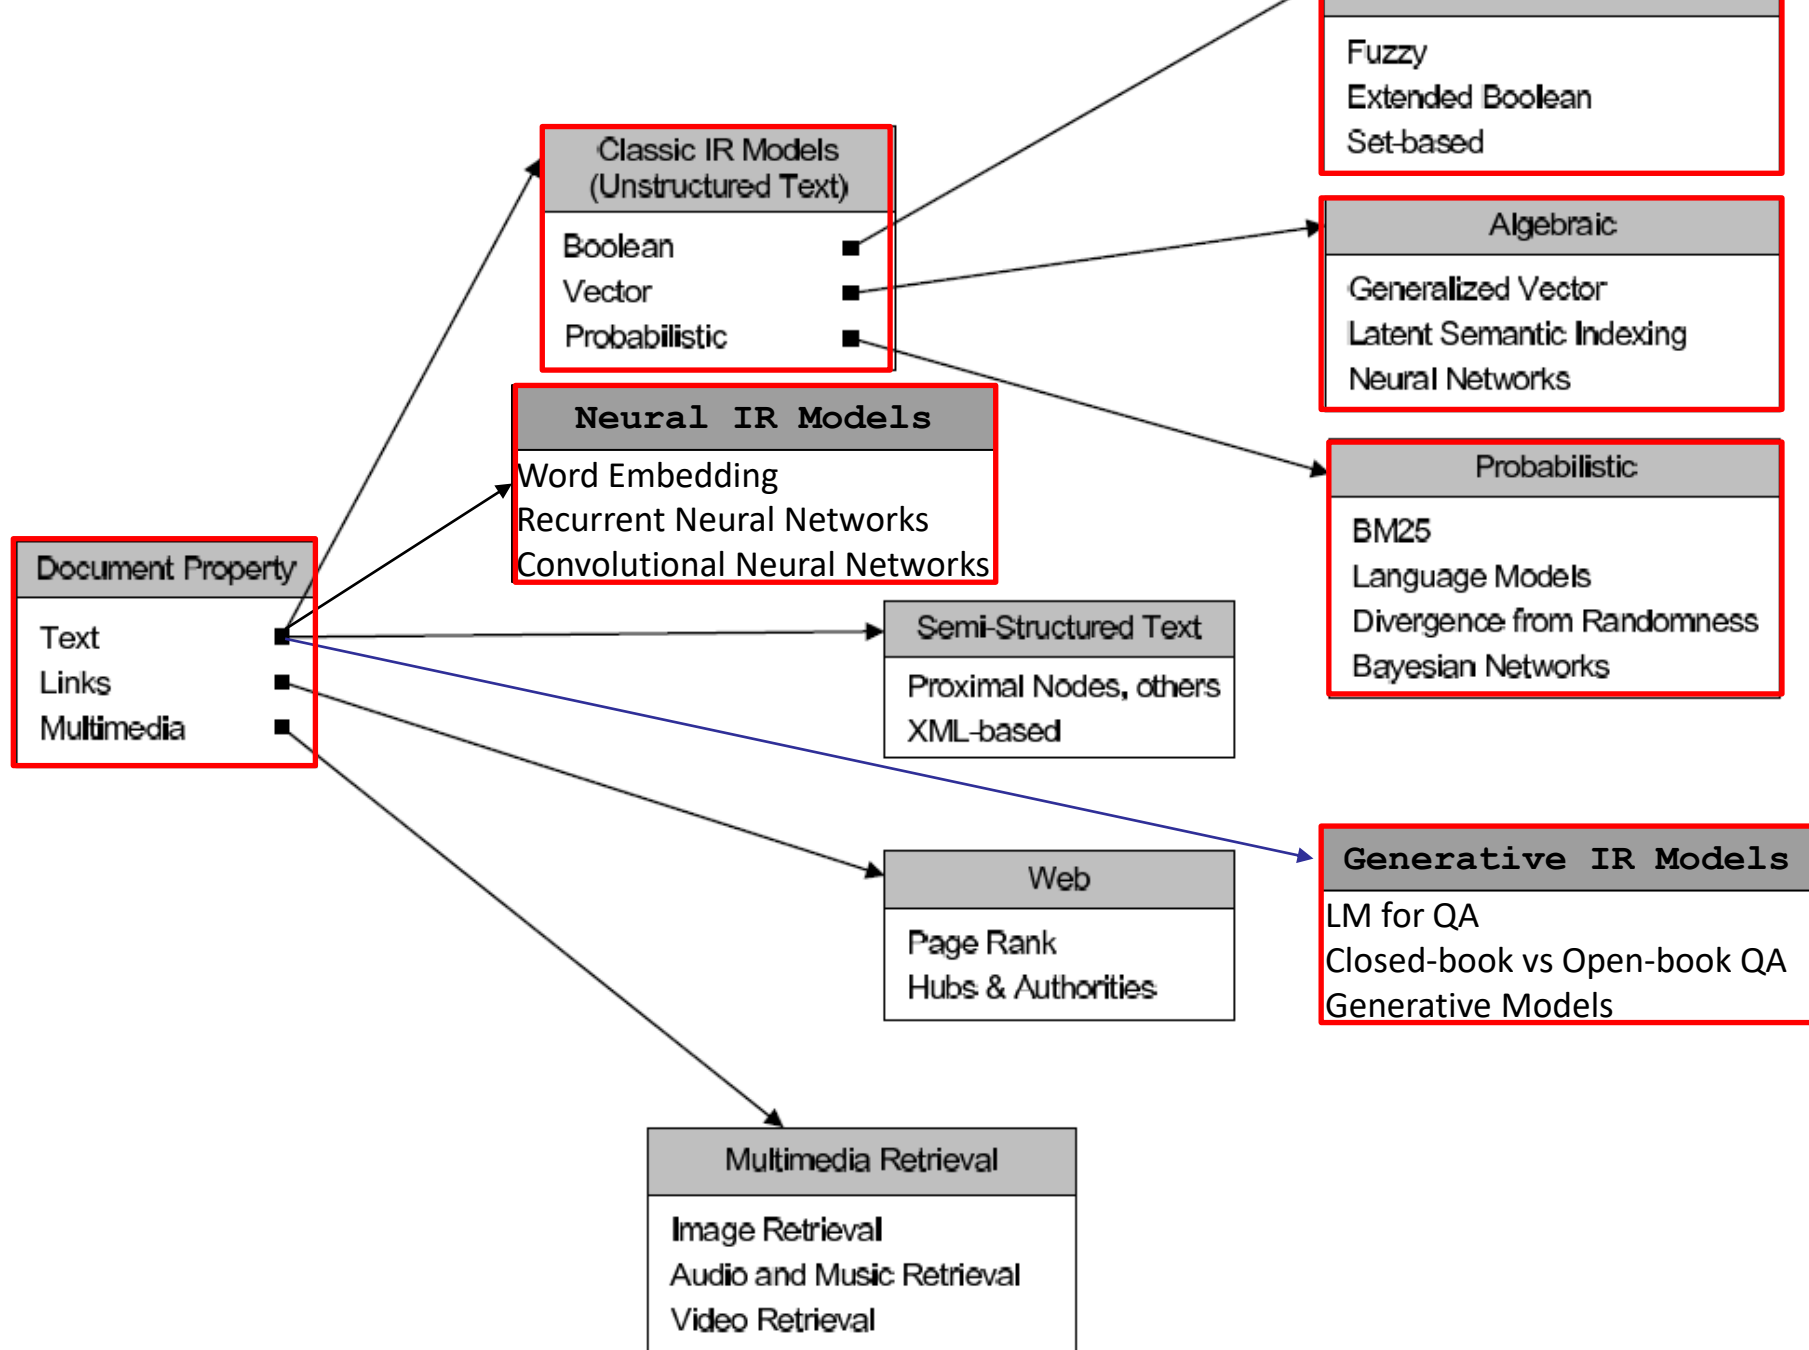 Fuzzy
Extended Boolean
Set-based
Classic IR Models
(Unstructured Text)
Boolean
Vector
Probabilistic
Algebraic
Generalized Vector
Latent Semantic Indexing
Neural Networks
Neural IR Models
Word Embedding
Recurrent Neural Networks
Convolutional Neural Networks
Probabilistic
BM25
Language Models
Divergence from Randomness
Bayesian Networks
Document Property
Text
Links
Multimedia
Semi-Structured Text
Proximal Nodes, others
XML-based
Web
Page Rank
Hubs & Authorities
Generative IR Models
LM for QA
Closed-book vs Open-book QA
Generative Models
Multimedia Retrieval
Image Retrieval
Audio and Music Retrieval
Video Retrieval